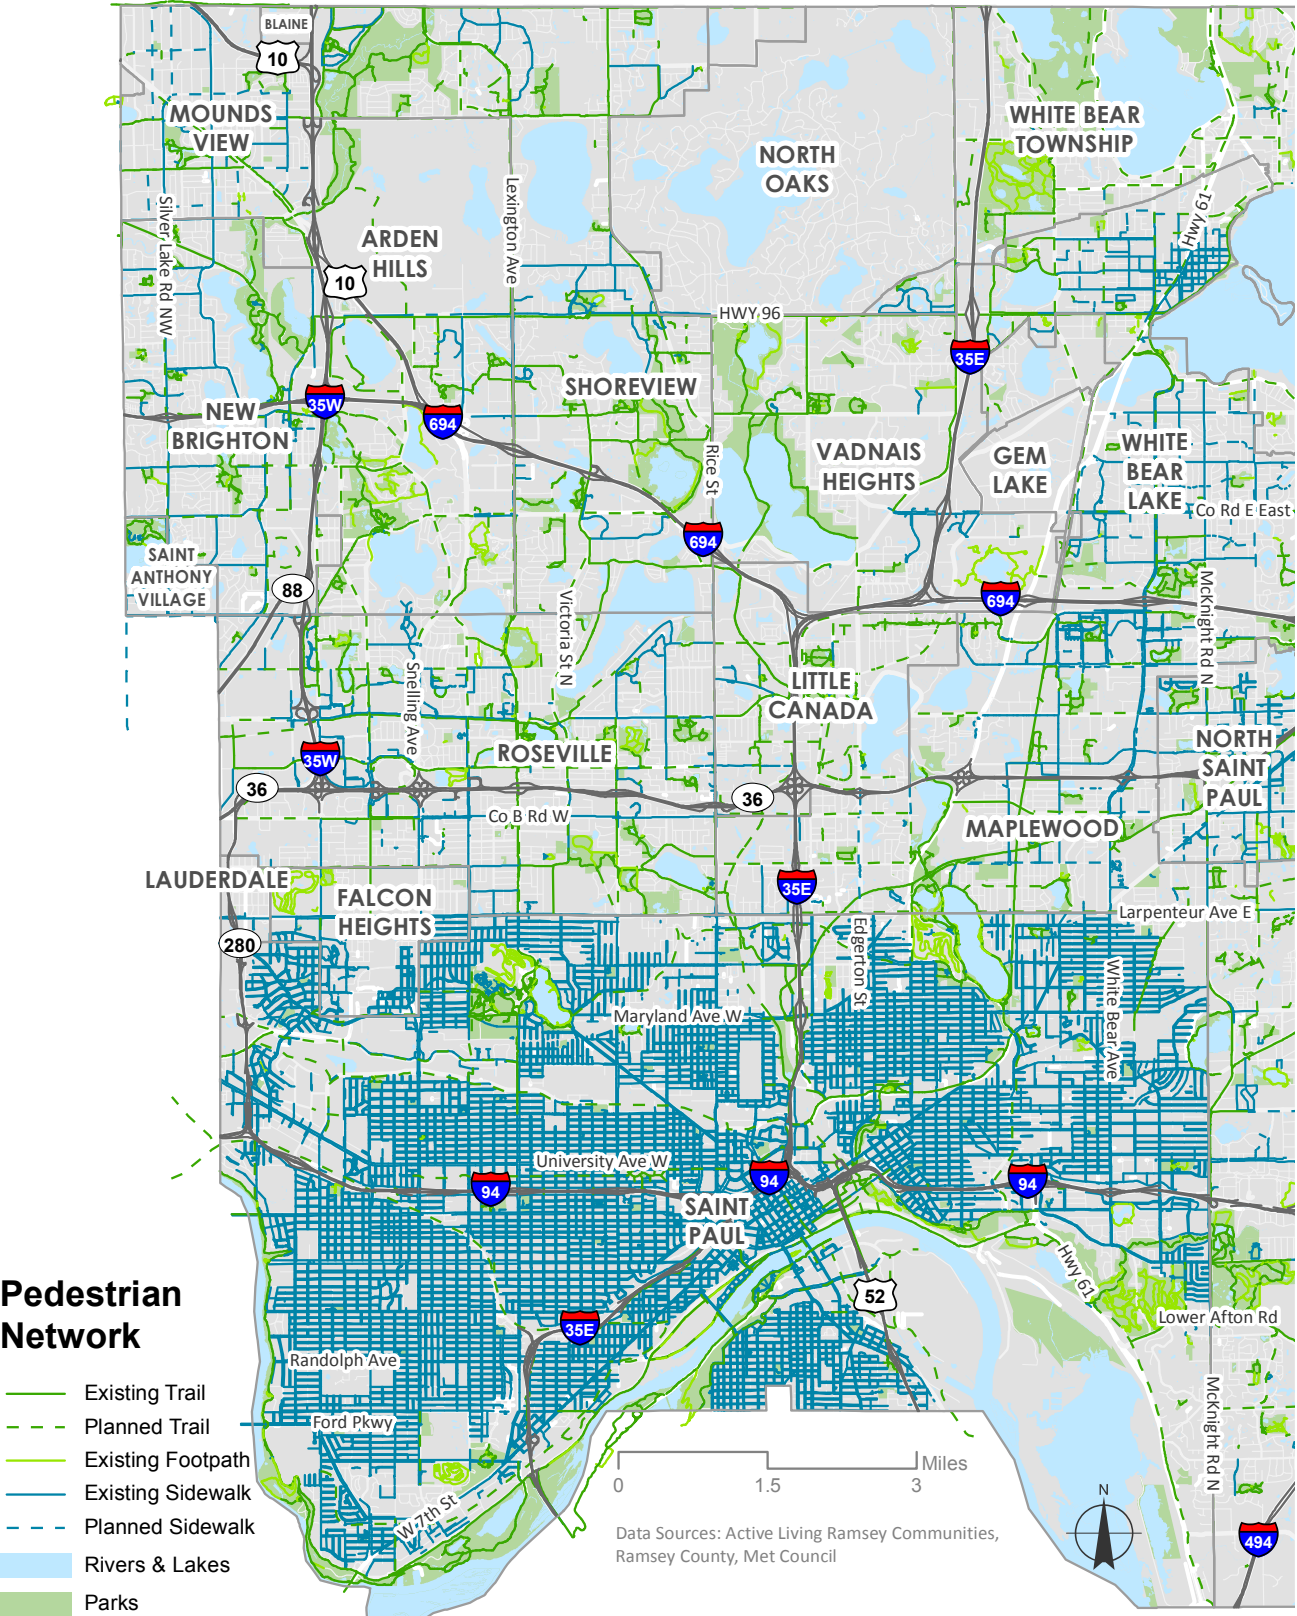 BLAINE
10
MOUNDS
VIEW
WHITE BEAR
TOWNSHIP
NORTH
OAKS
Silver Lake Rd NW
Lexington Ave
Hwy 61
ARDEN
HILLS
10
HWY 96
35E
SHOREVIEW
35W
694
NEW
BRIGHTON
Rice St
VADNAIS
HEIGHTS
GEM
LAKE
WHITE
BEAR
LAKE
Co Rd E East
694
SAINT
ANTHONY
VILLAGE
88
694
Victoria St N
McKnight Rd N
Snelling Ave
LITTLE
CANADA
35W
ROSEVILLE
NORTH
SAINT
PAUL
36
36
Co B Rd W
MAPLEWOOD
LAUDERDALE
FALCON
HEIGHTS
35E
Larpenteur Ave E
280
Edgerton St
White Bear Ave
Maryland Ave W
University Ave W
94
94
94
SAINT
PAUL
Hwy 61
52
35E
Lower Afton Rd
Randolph Ave
Ford Pkwy
McKnight Rd N
W 7th St
494
Pedestrian
Network
Existing Trail
Planned Trail
Existing Footpath
Existing Sidewalk
Planned Sidewalk
Rivers & Lakes
Parks
Miles
0 1.5 3
N
Data Sources: Active Living Ramsey Communities,
Ramsey County, Met Council